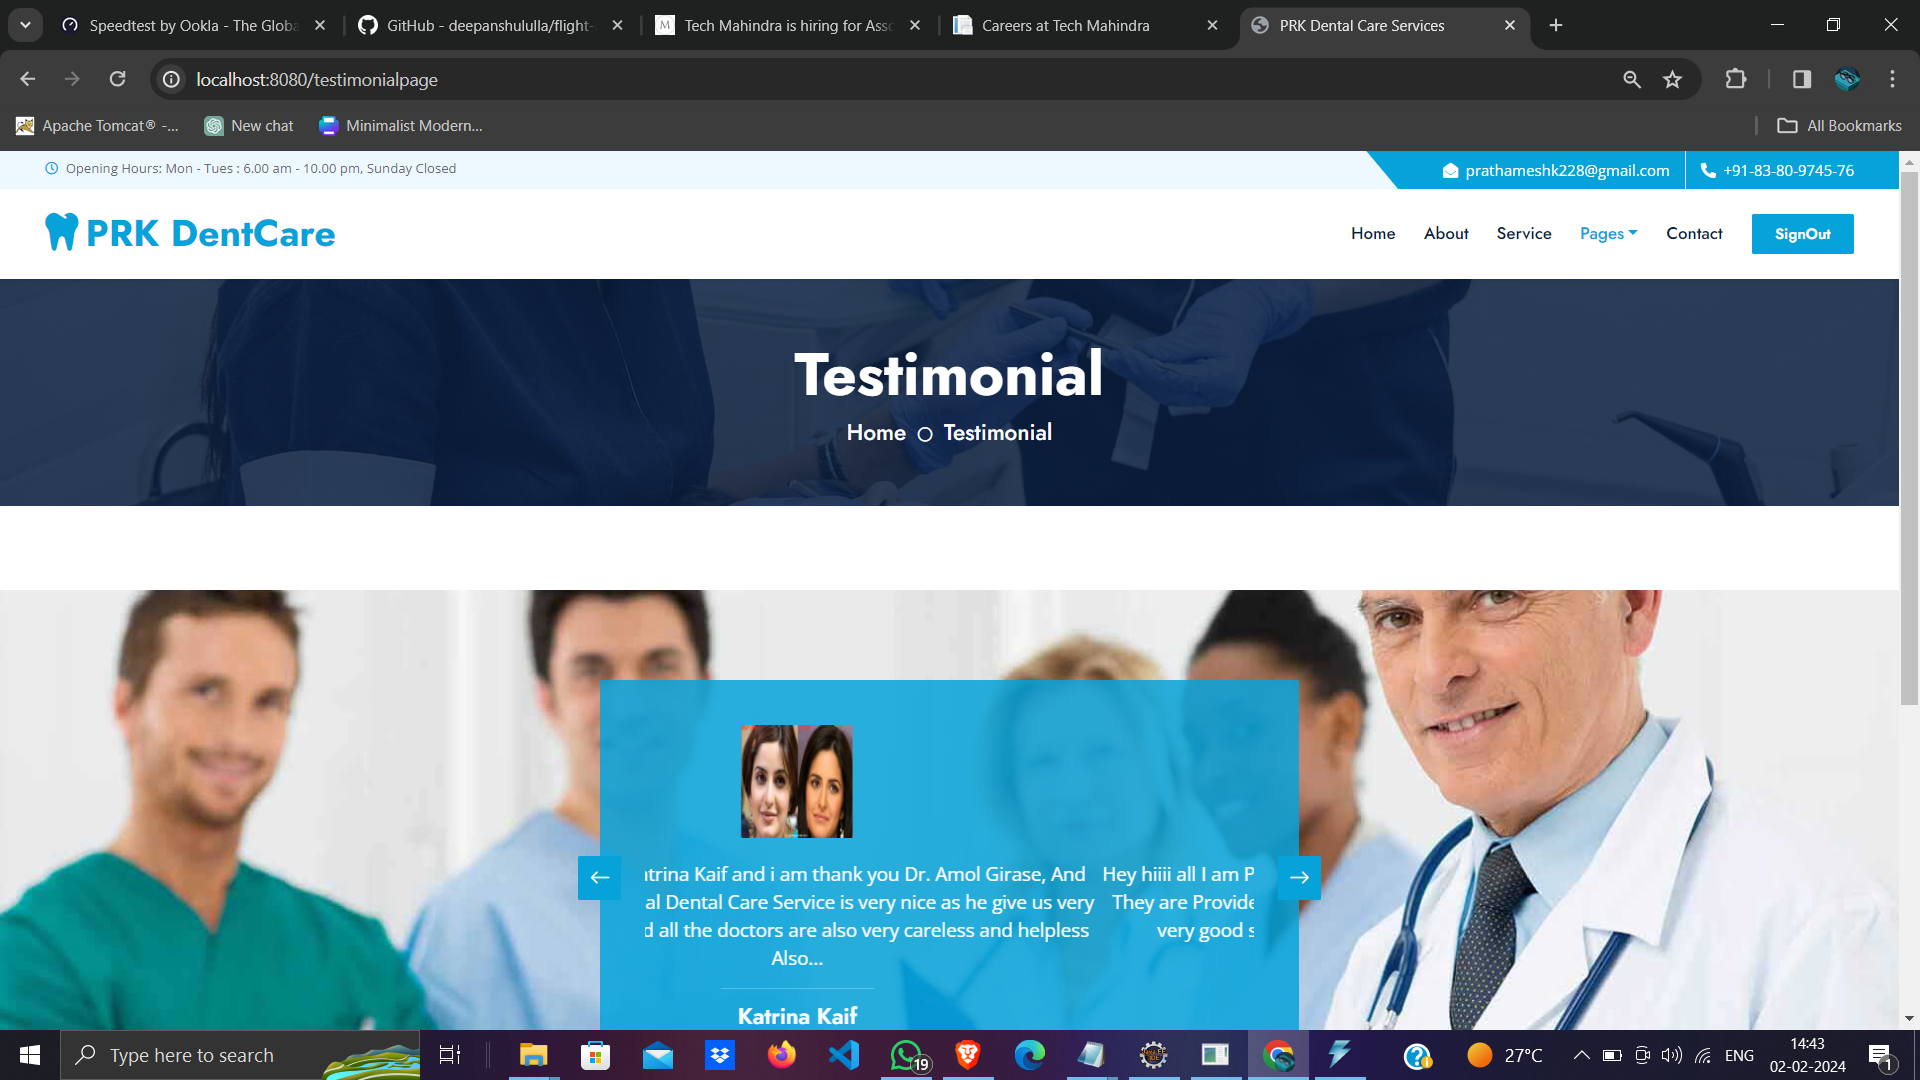 Speedtest by Ookla - The Globa
GitHub - deepanshululla/flight-
M Tech Mahindra is hiring for Asso
Careers at Tech Mahindra
PRK Dental Care Services
localhost:8080/testimonialpage
Apache Tomcat® -...
New chat
Minimalist Modern...
All Bookmarks
Opening Hours: Mon - Tues : 6.00 am - 10.00 pm, Sunday Closed
prathameshk228@gmail.com
+91-83-80-9745-76
PRK DentCare
Home
About
Service
Pages
Contact
SignOut
Testimonial
Home Testimonial
atrina Kaif and i am thank you Dr. Amol Girase, And
al Dental Care Service is very nice as he give us very
d all the doctors are also very careless and helpless
Also...
Katrina Kaif
Hey hiiii all I am P
They are Provide
very good s
Type here to search
19
27°C
ENG
14:43
02-02-2024
1